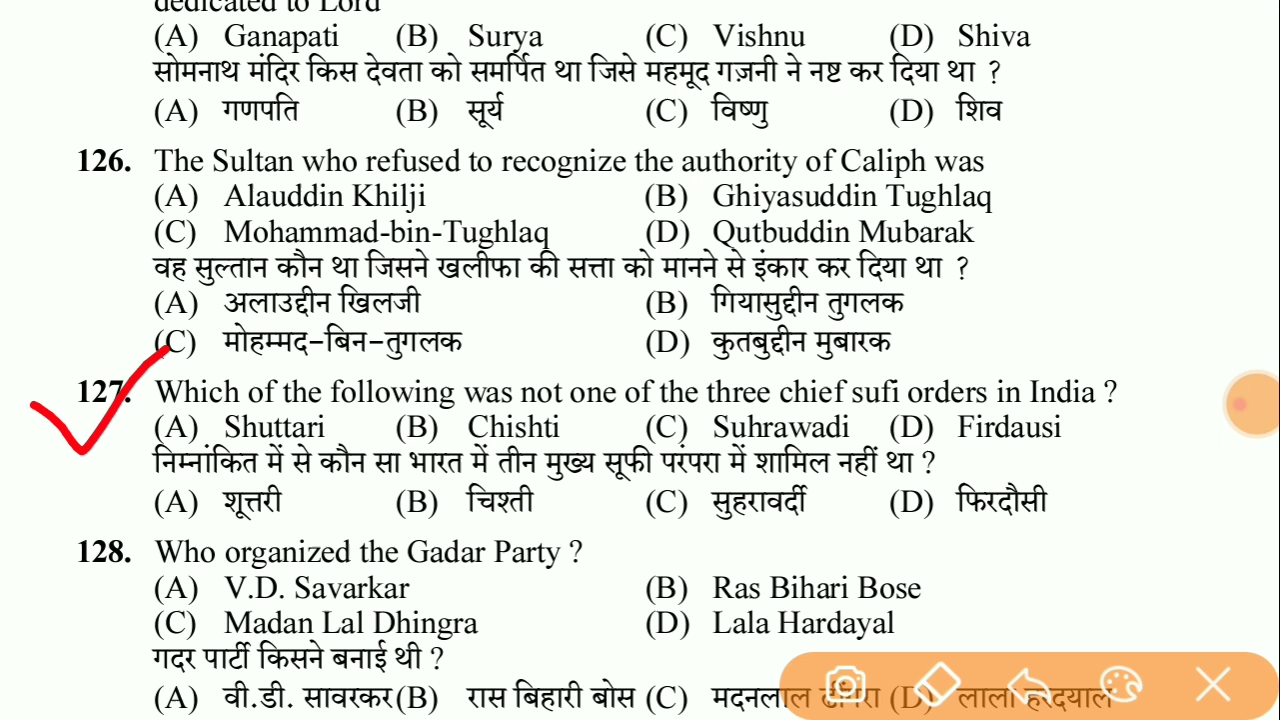 dedicated to Lord
(A) Ganapati (B) Surya (C) Vishnu (D) Shiva
सोमनाथ मंदिर किस देवता को समर्पित था जिसे महमूद गज़नी ने नष्ट कर दिया था ?
(A) गणपति (B) सूर्य (C) विष्णु (D) शिव
126. The Sultan who refused to recognize the authority of Caliph was
(A) Alauddin Khilji (B) Ghiyasuddin Tughlaq
(C) Mohammad-bin-Tughlaq (D) Qutbuddin Mubarak
वह सुल्तान कौन था जिसने खलीफा की सत्ता को मानने से इंकार कर दिया था ?
(A) अलाउद्दीन खिलजी (B) गियासुद्दीन तुगलक
(C) मोहम्मद-बिन-तुगलक (D) कुतबुद्दीन मुबारक
127. Which of the following was not one of the three chief sufi orders in India ?
(A) Shuttari (B) Chishti (C) Suhrawadi (D) Firdausi
निम्नांकित में से कौन सा भारत में तीन मुख्य सूफी परंपरा में शामिल नहीं था ?
(A) शूत्तरी (B) चिश्ती (C) सुहरावर्दी (D) फिरदौसी
128. Who organized the Gadar Party ?
(A) V.D. Savarkar (B) Ras Bihari Bose
(C) Madan Lal Dhingra (D) Lala Hardayal
गदर पार्टी किसने बनाई थी ?
(A) वी.डी. सावरकर (B) रास बिहारी बोस (C) मदनलाल ढींगरा (D) लाला हरदयाल